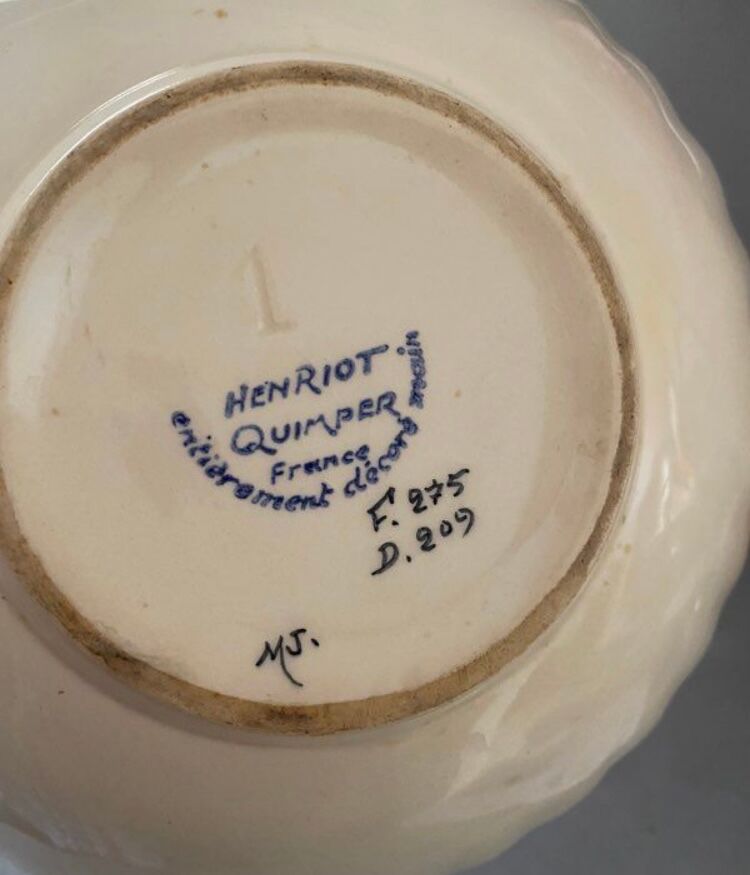 1
HENRIOT
QUIMPER
France
entièrement décoré main
F. 275
D. 209
MJ.